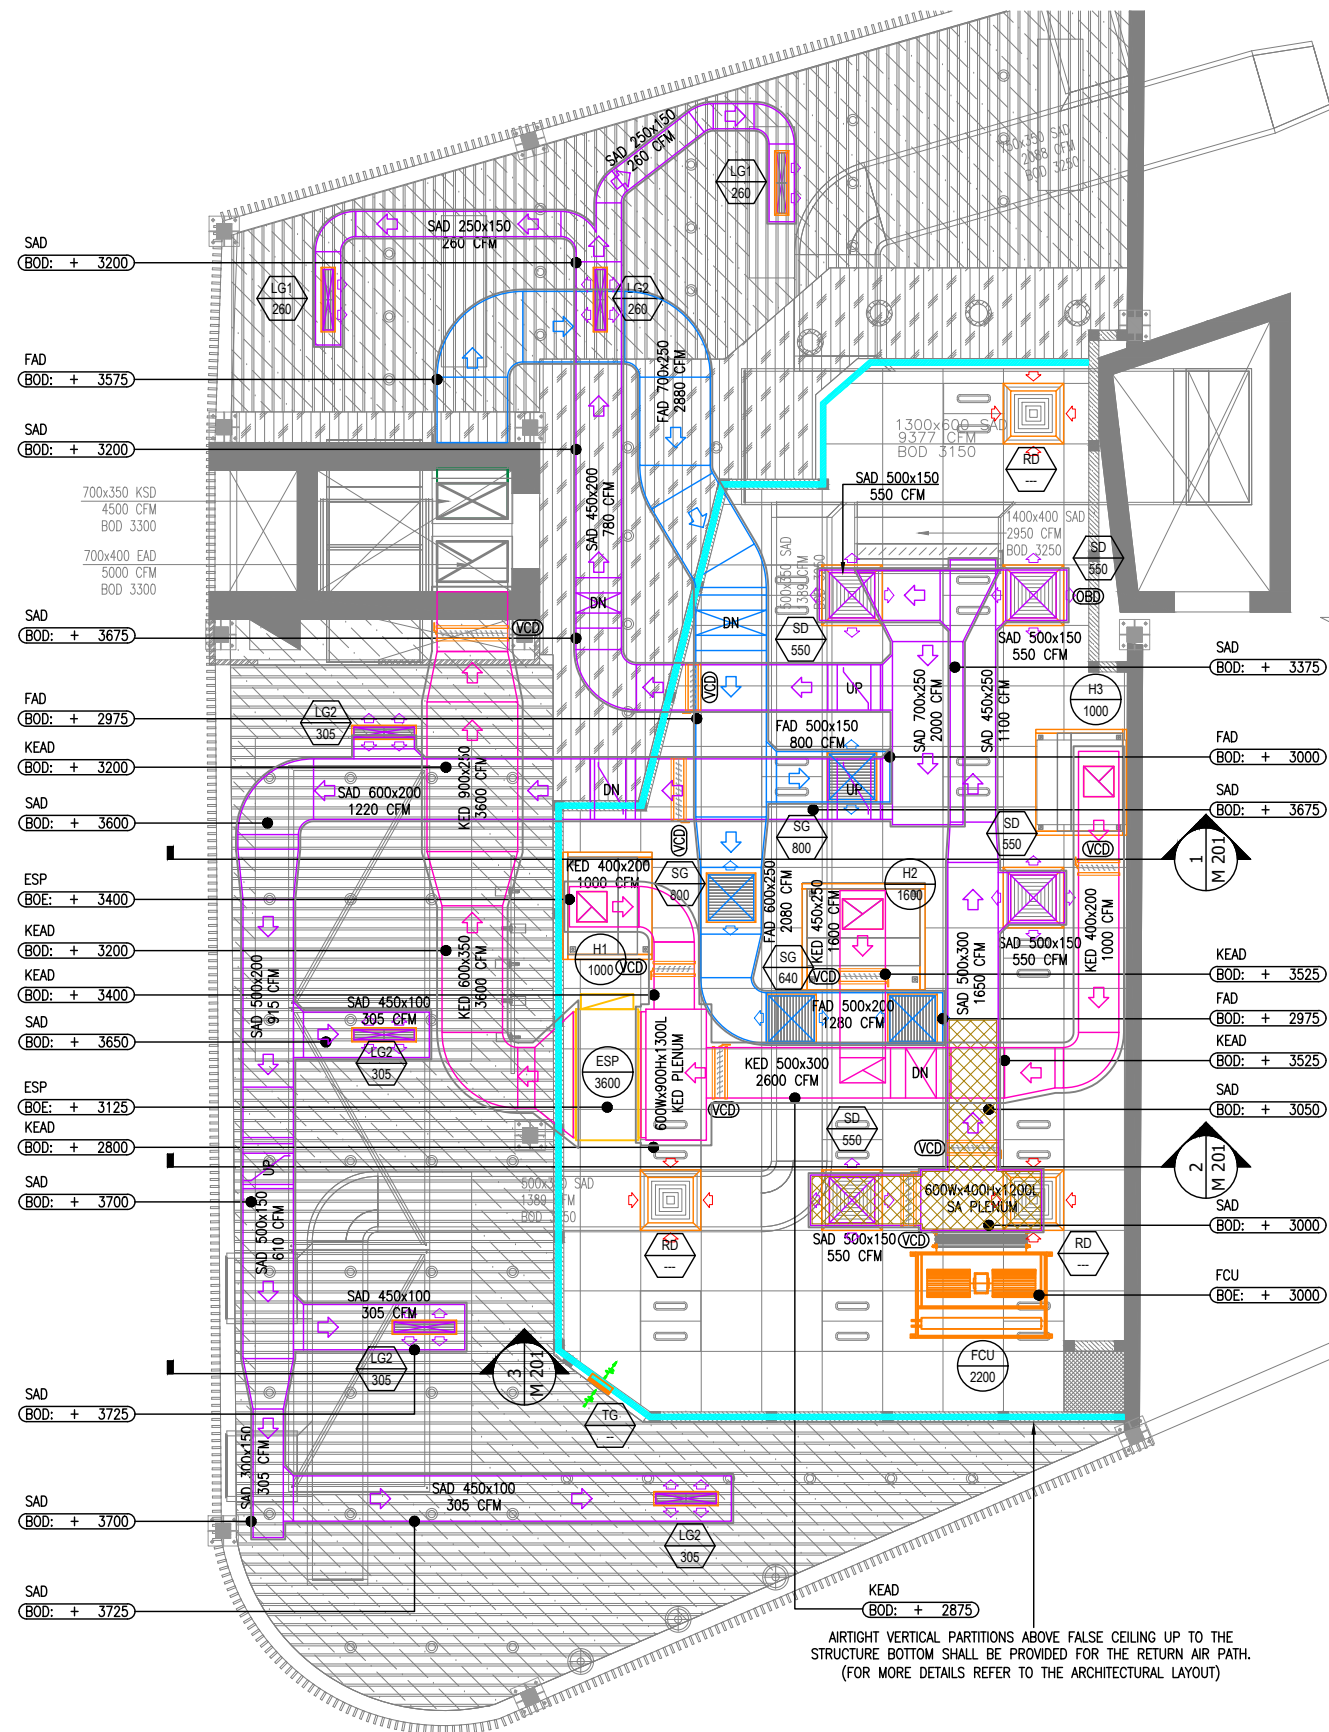 SAD 250x150
260 CFM
LG1
260
750x350 SAD
2088 CFM
BOD 3250
SAD
BOD: + 3200
SAD 250x150
260 CFM
LG1
260
LG2
260
FAD
BOD: + 3575
FAD 700x250
2880 CFM
SAD
BOD: + 3200
1300x600 SAD
9377 CFM
BOD 3150
RD
---
SAD 500x150
550 CFM
700x350 KSD
4500 CFM
BOD 3300
700x400 EAD
5000 CFM
BOD 3300
SAD 450x200
780 CFM
1400x400 SAD
2950 CFM
BOD 3250
SD
550
OBD
DN
DN
SAD
BOD: + 3675
VCD
SD
550
SAD 500x150
550 CFM
SAD
BOD: + 3375
H3
1000
VCD
UP
SAD 700x250
2000 CFM
SAD 450x250
1100 CFM
LG2
305
FAD
BOD: + 2975
FAD 500x150
800 CFM
FAD
BOD: + 3000
KEAD
BOD: + 3200
KED 900x250
3600 CFM
SAD 600x200
1220 CFM
DN
UP
SAD
BOD: + 3600
SAD
BOD: + 3675
VCD
SG
800
SD
550
VCD
1
M 201
ESP
BOE: + 3400
KED 400x200
1000 CFM
SG
800
H2
1600
FAD 600x250
2080 CFM
KED 450x250
1600 CFM
KED 400x200
1000 CFM
KEAD
BOD: + 3200
SAD 500x200
915 CFM
KED 600x350
3600 CFM
H1
1000
VCD
SG
640
VCD
SAD 500x300
1650 CFM
SAD 500x150
550 CFM
KEAD
BOD: + 3525
KEAD
BOD: + 3400
SAD 450x100
305 CFM
FAD 500x200
1280 CFM
FAD
BOD: + 2975
SAD
BOD: + 3650
LG2
305
ESP
3600
600Wx900Hx1300L
KED PLENUM
KED 500x300
2600 CFM
DN
KEAD
BOD: + 3525
ESP
BOE: + 3125
VCD
SD
550
VCD
SAD
BOD: + 3050
KEAD
BOD: + 2800
UP
2
M 201
SAD
BOD: + 3700
SAD 500x150
610 CFM
600Wx400Hx1200L
SA PLENUM
SAD
BOD: + 3000
SAD 500x150
550 CFM
VCD
RD
---
RD
---
FCU
BOE: + 3000
SAD 450x100
305 CFM
LG2
305
3
M 201
FCU
2200
SAD
BOD: + 3725
TG
--
SAD 300x150
305 CFM
SAD 450x100
305 CFM
SAD
BOD: + 3700
LG2
305
SAD
BOD: + 3725
KEAD
BOD: + 2875
AIRTIGHT VERTICAL PARTITIONS ABOVE FALSE CEILING UP TO THE
STRUCTURE BOTTOM SHALL BE PROVIDED FOR THE RETURN AIR PATH.
(FOR MORE DETAILS REFER TO THE ARCHITECTURAL LAYOUT)